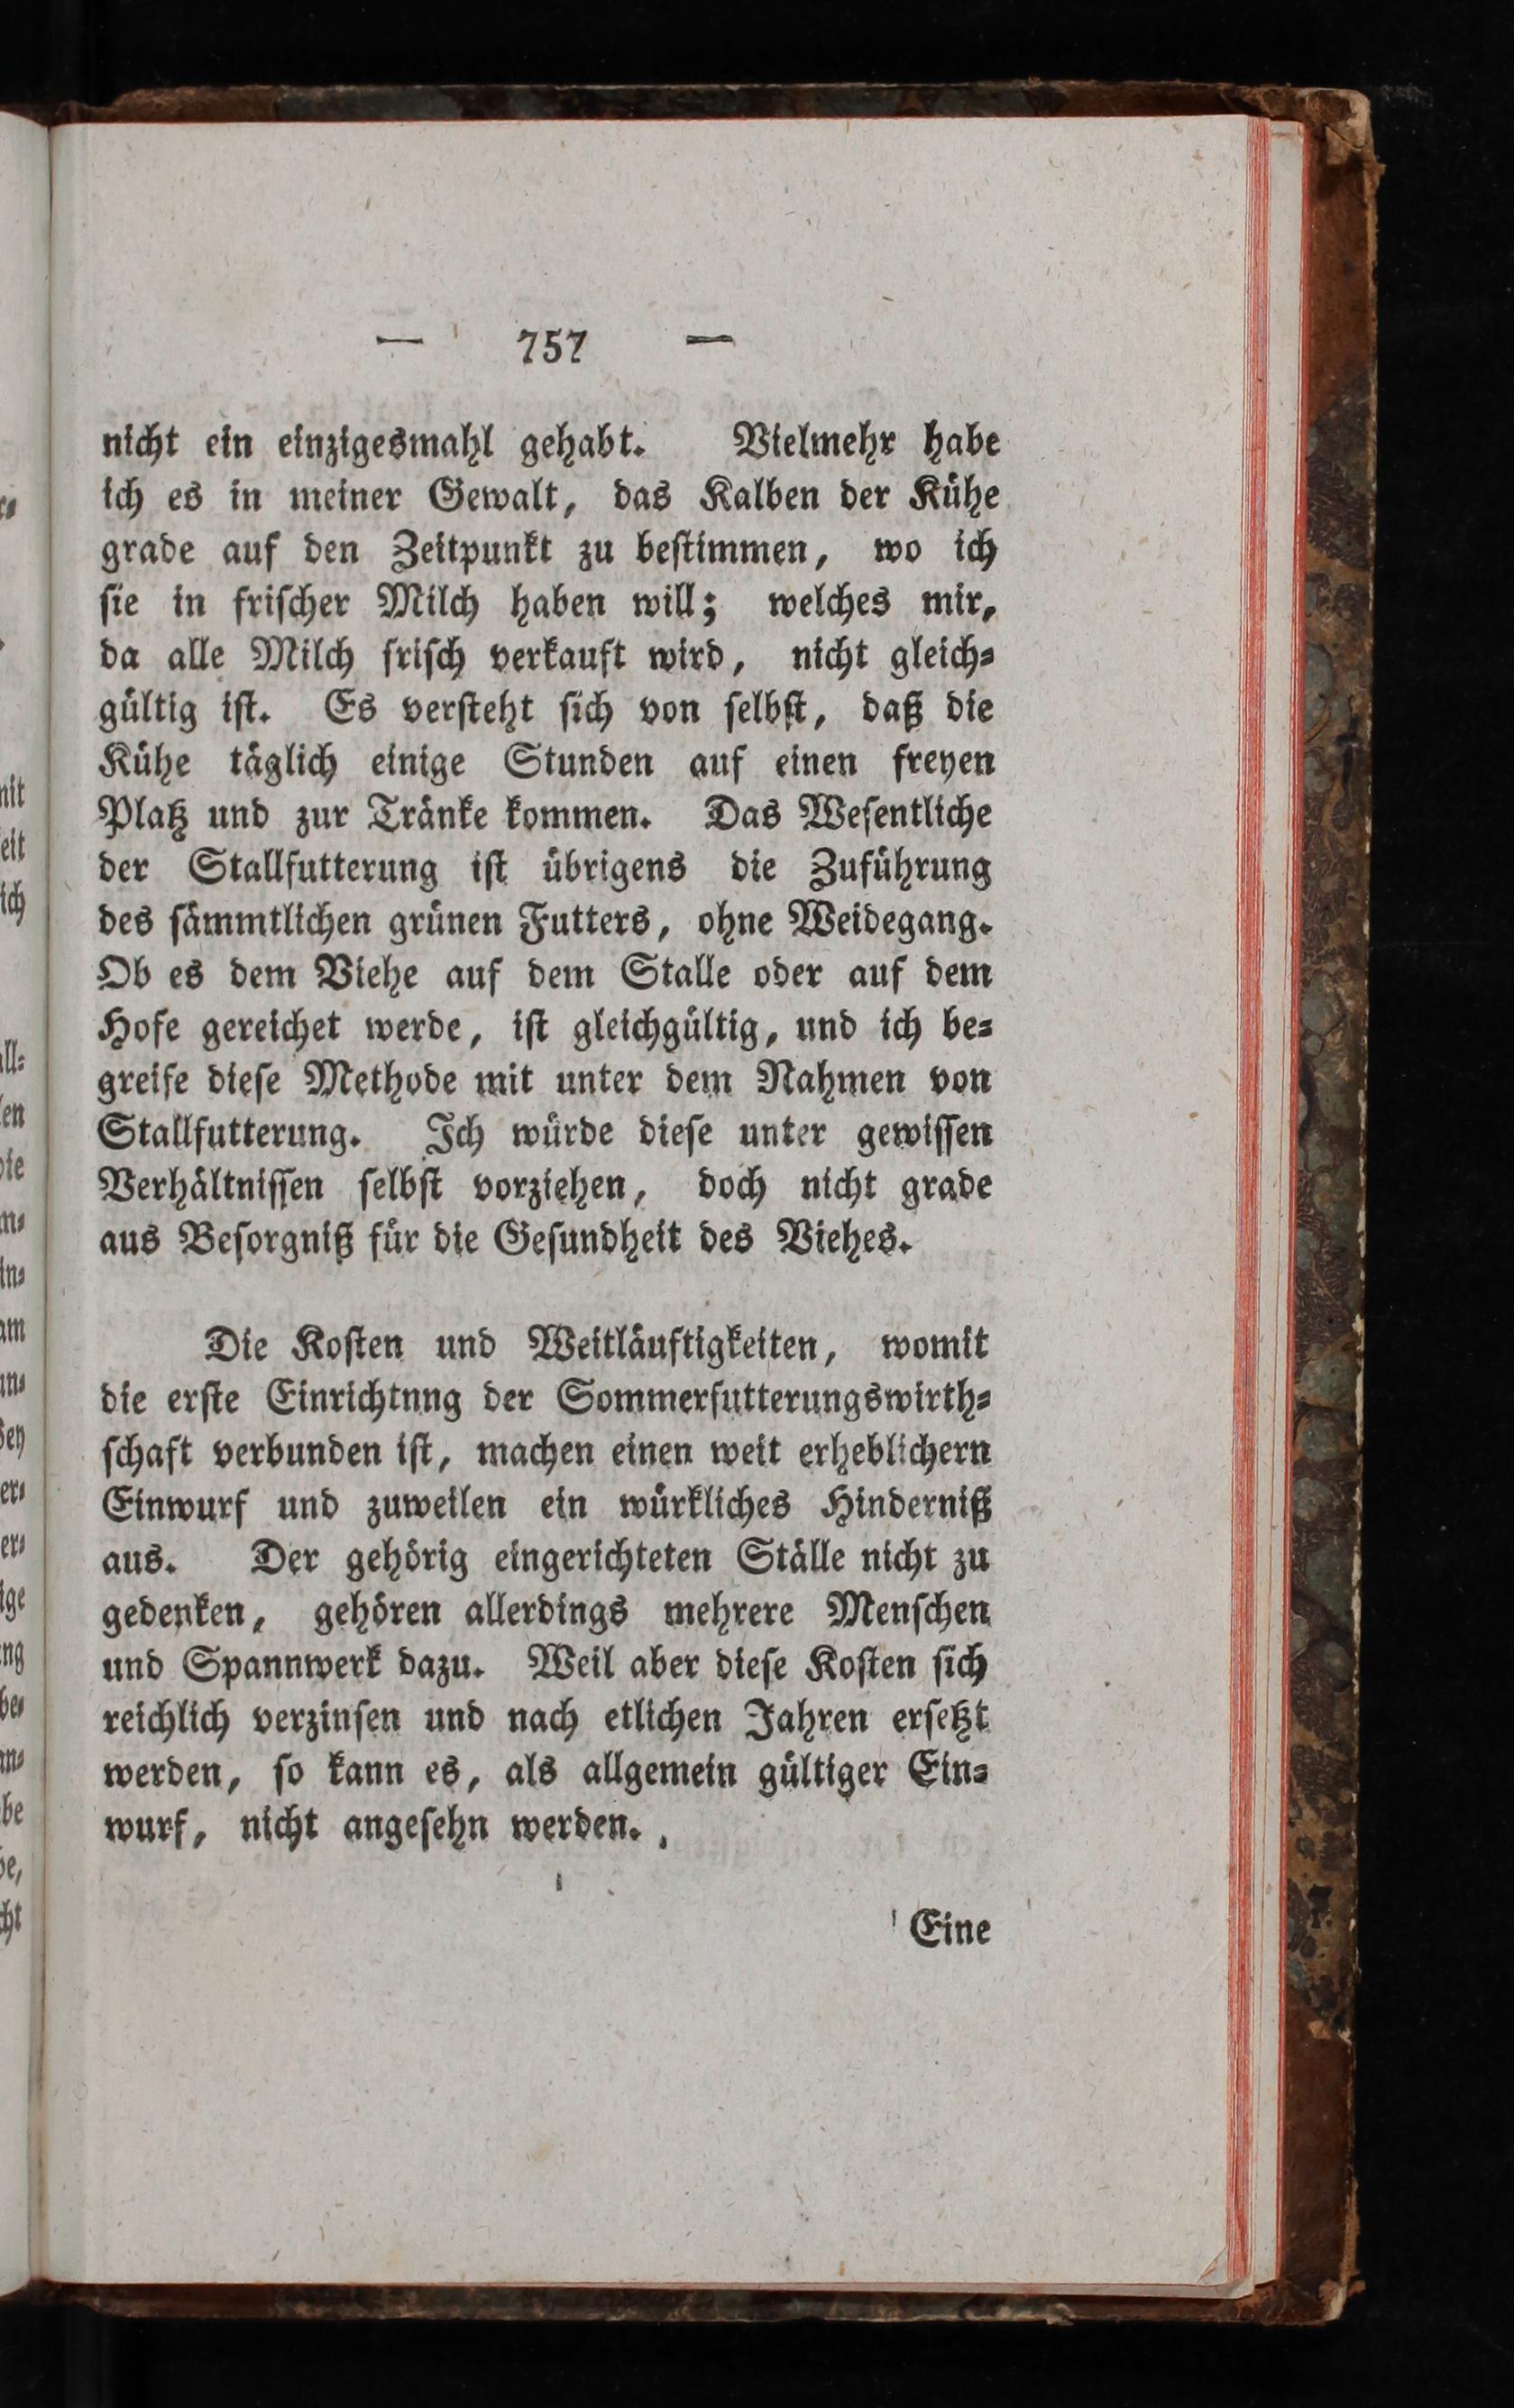 — 757 —
nicht ein einzigesmahl gehabt. Vielmehr habe
ich es in meiner Gewalt, das Kalben der Kühe
grade auf den Zeitpunkt zu beſtimmen, wo ich
ſie in friſcher Milch haben will; welches mir,
da alle Milch friſch verkauft wird, nicht gleich⸗
gültig iſt. Es verſteht ſich von ſelbſt, daß die
Kühe täglich einige Stunden auf einen freyen
Platz und zur Tränke kommen. Das Weſentliche
der Stallfutterung iſt übrigens die Zuführung
des ſämmtlichen grünen Futters, ohne Weidegang.
Ob es dem Viehe auf dem Stalle oder auf dem
Hofe gereichet werde, iſt gleichgültig, und ich be⸗
greife dieſe Methode mit unter dem Nahmen von
Stallfutterung. Ich würde dieſe unter gewiſſen
Verhältniſſen ſelbſt vorziehen, doch nicht grade
aus Beſorgniß für die Geſundheit des Viehes.
Die Koſten und Weitläuftigkeiten, womit
die erſte Einrichtnng der Sommerfutterungswirth⸗
ſchaft verbunden iſt, machen einen weit erheblichern
Einwurf und zuweilen ein würkliches Hinderniß
aus. Der gehörig eingerichteten Ställe nicht zu
gedenken, gehören allerdings mehrere Menſchen
und Spannwerk dazu. Weil aber dieſe Koſten ſich
reichlich verzinſen und nach etlichen Jahren erſetzt
werden, ſo kann es, als allgemein gültiger Ein⸗
wurf, nicht angeſehn werden.
Eine